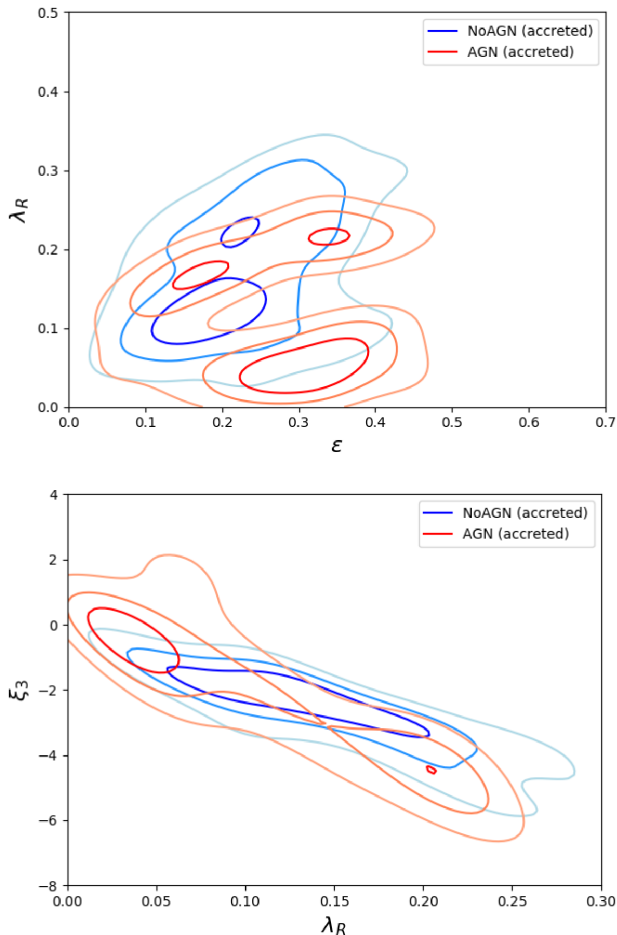 0.5
0.4
0.3
0.2
0.1
0.0
λ_R
NoAGN (accreted)
AGN (accreted)
0.0 0.1 0.2 0.3 0.4 0.5 0.6 0.7
ε
4
2
0
−2
−4
−6
−8
ξ_3
NoAGN (accreted)
AGN (accreted)
0.00 0.05 0.10 0.15 0.20 0.25 0.30
λ_R